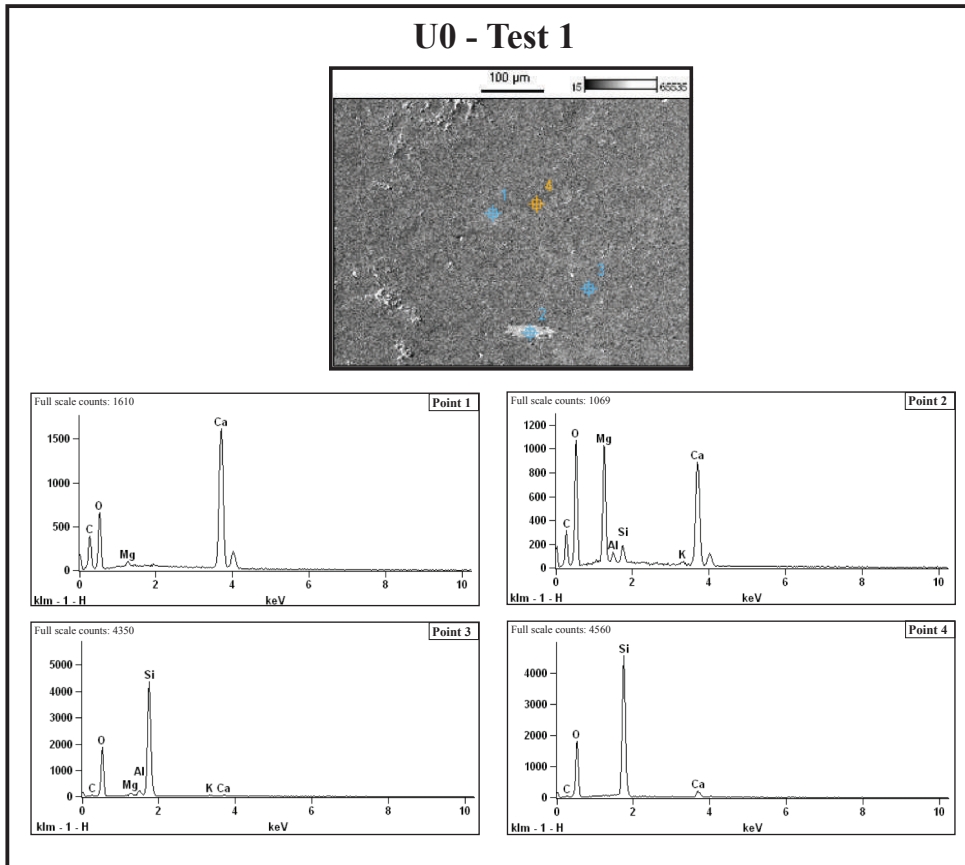 U0 - Test 1
100 µm
15 65535
1
4
3
2
Full scale counts: 1610
Point 1
1500
1000
500
0
Ca
O
C
Mg
0 2 4 6 8 10
klm - 1 - H keV
Full scale counts: 1069
Point 2
1200
1000
800
600
400
200
0
O
Mg
Ca
C
Al
Si
K
0 2 4 6 8 10
klm - 1 - H keV
Full scale counts: 4350
Point 3
5000
4000
3000
2000
1000
0
Si
O
Al
C
Mg
K Ca
0 2 4 6 8 10
klm - 1 - H keV
Full scale counts: 4560
Point 4
4000
3000
2000
1000
0
Si
O
C
Ca
0 2 4 6 8 10
klm - 1 - H keV